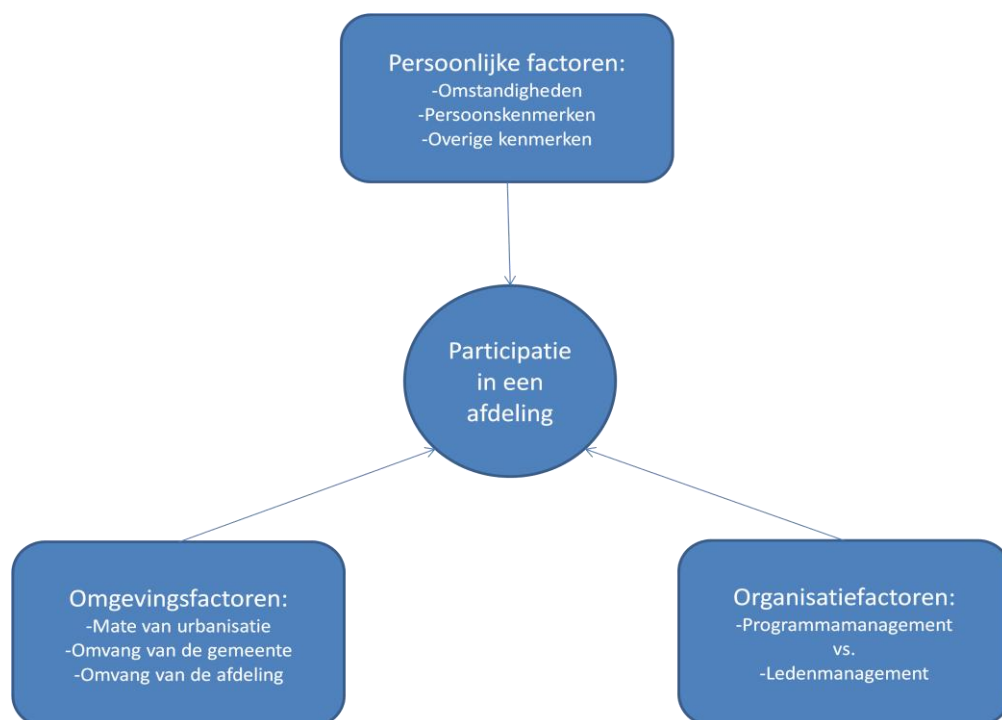 Persoonlijke factoren:
-Omstandigheden
-Persoonskenmerken
-Overige kenmerken
Participatie
in een
afdeling
Omgevingsfactoren:
-Mate van urbanisatie
-Omvang van de gemeente
-Omvang van de afdeling
Organisatiefactoren:
-Programmamanagement
vs.
-Ledenmanagement